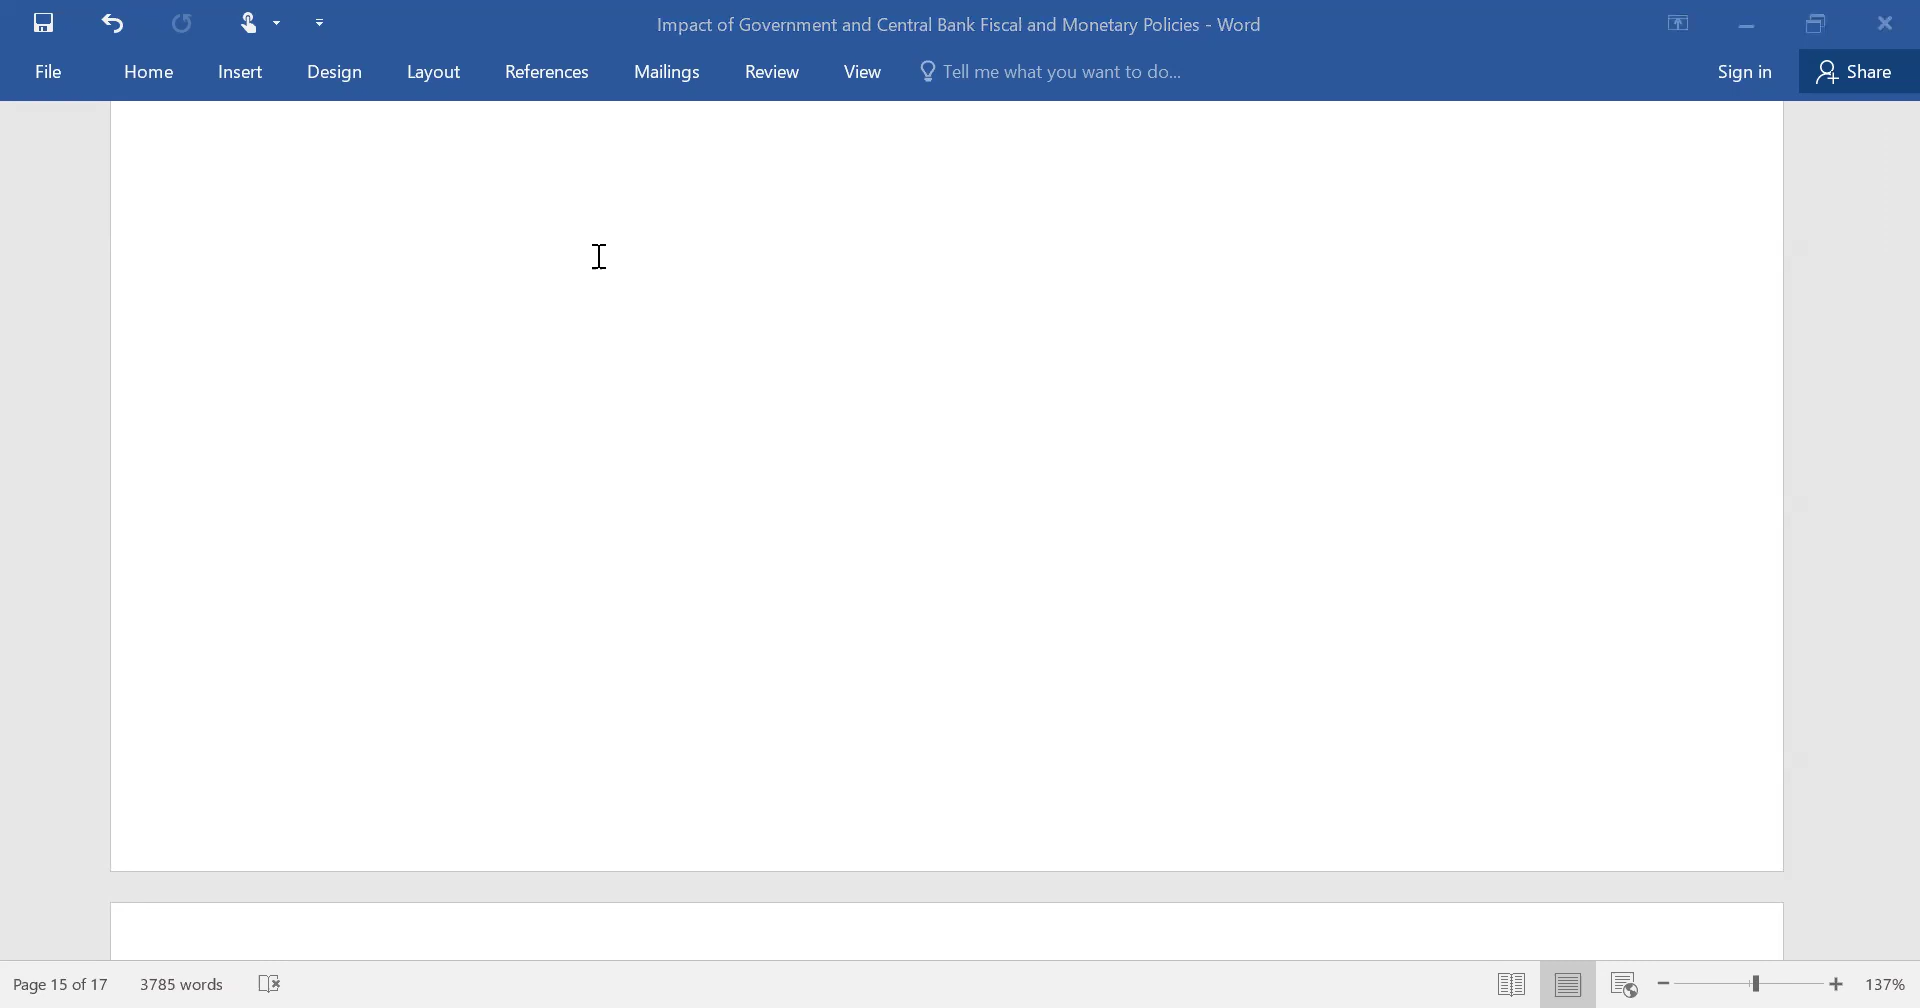 Impact of Government and Central Bank Fiscal and Monetary Policies - Word
File Home Insert Design Layout References Mailings Review View Tell me what you want to do... Sign in Share
Page 15 of 17 3785 words 137%